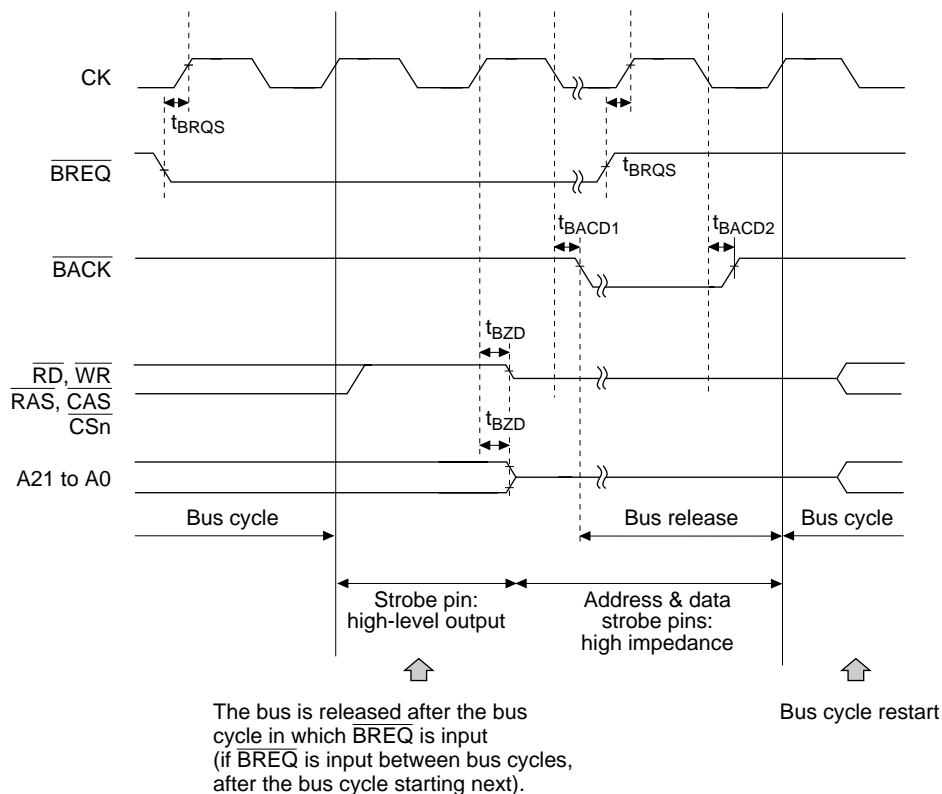 CK
tBRQS
BREQ
tBRQS
tBACD1
tBACD2
BACK
tBZD
RD, WR
RAS, CAS
CSn
tBZD
A21 to A0
Bus cycle
Bus release
Bus cycle
Strobe pin:
high-level output
Address & data
strobe pins:
high impedance
The bus is released after the bus
cycle in which BREQ is input
(if BREQ is input between bus cycles,
after the bus cycle starting next).
Bus cycle restart